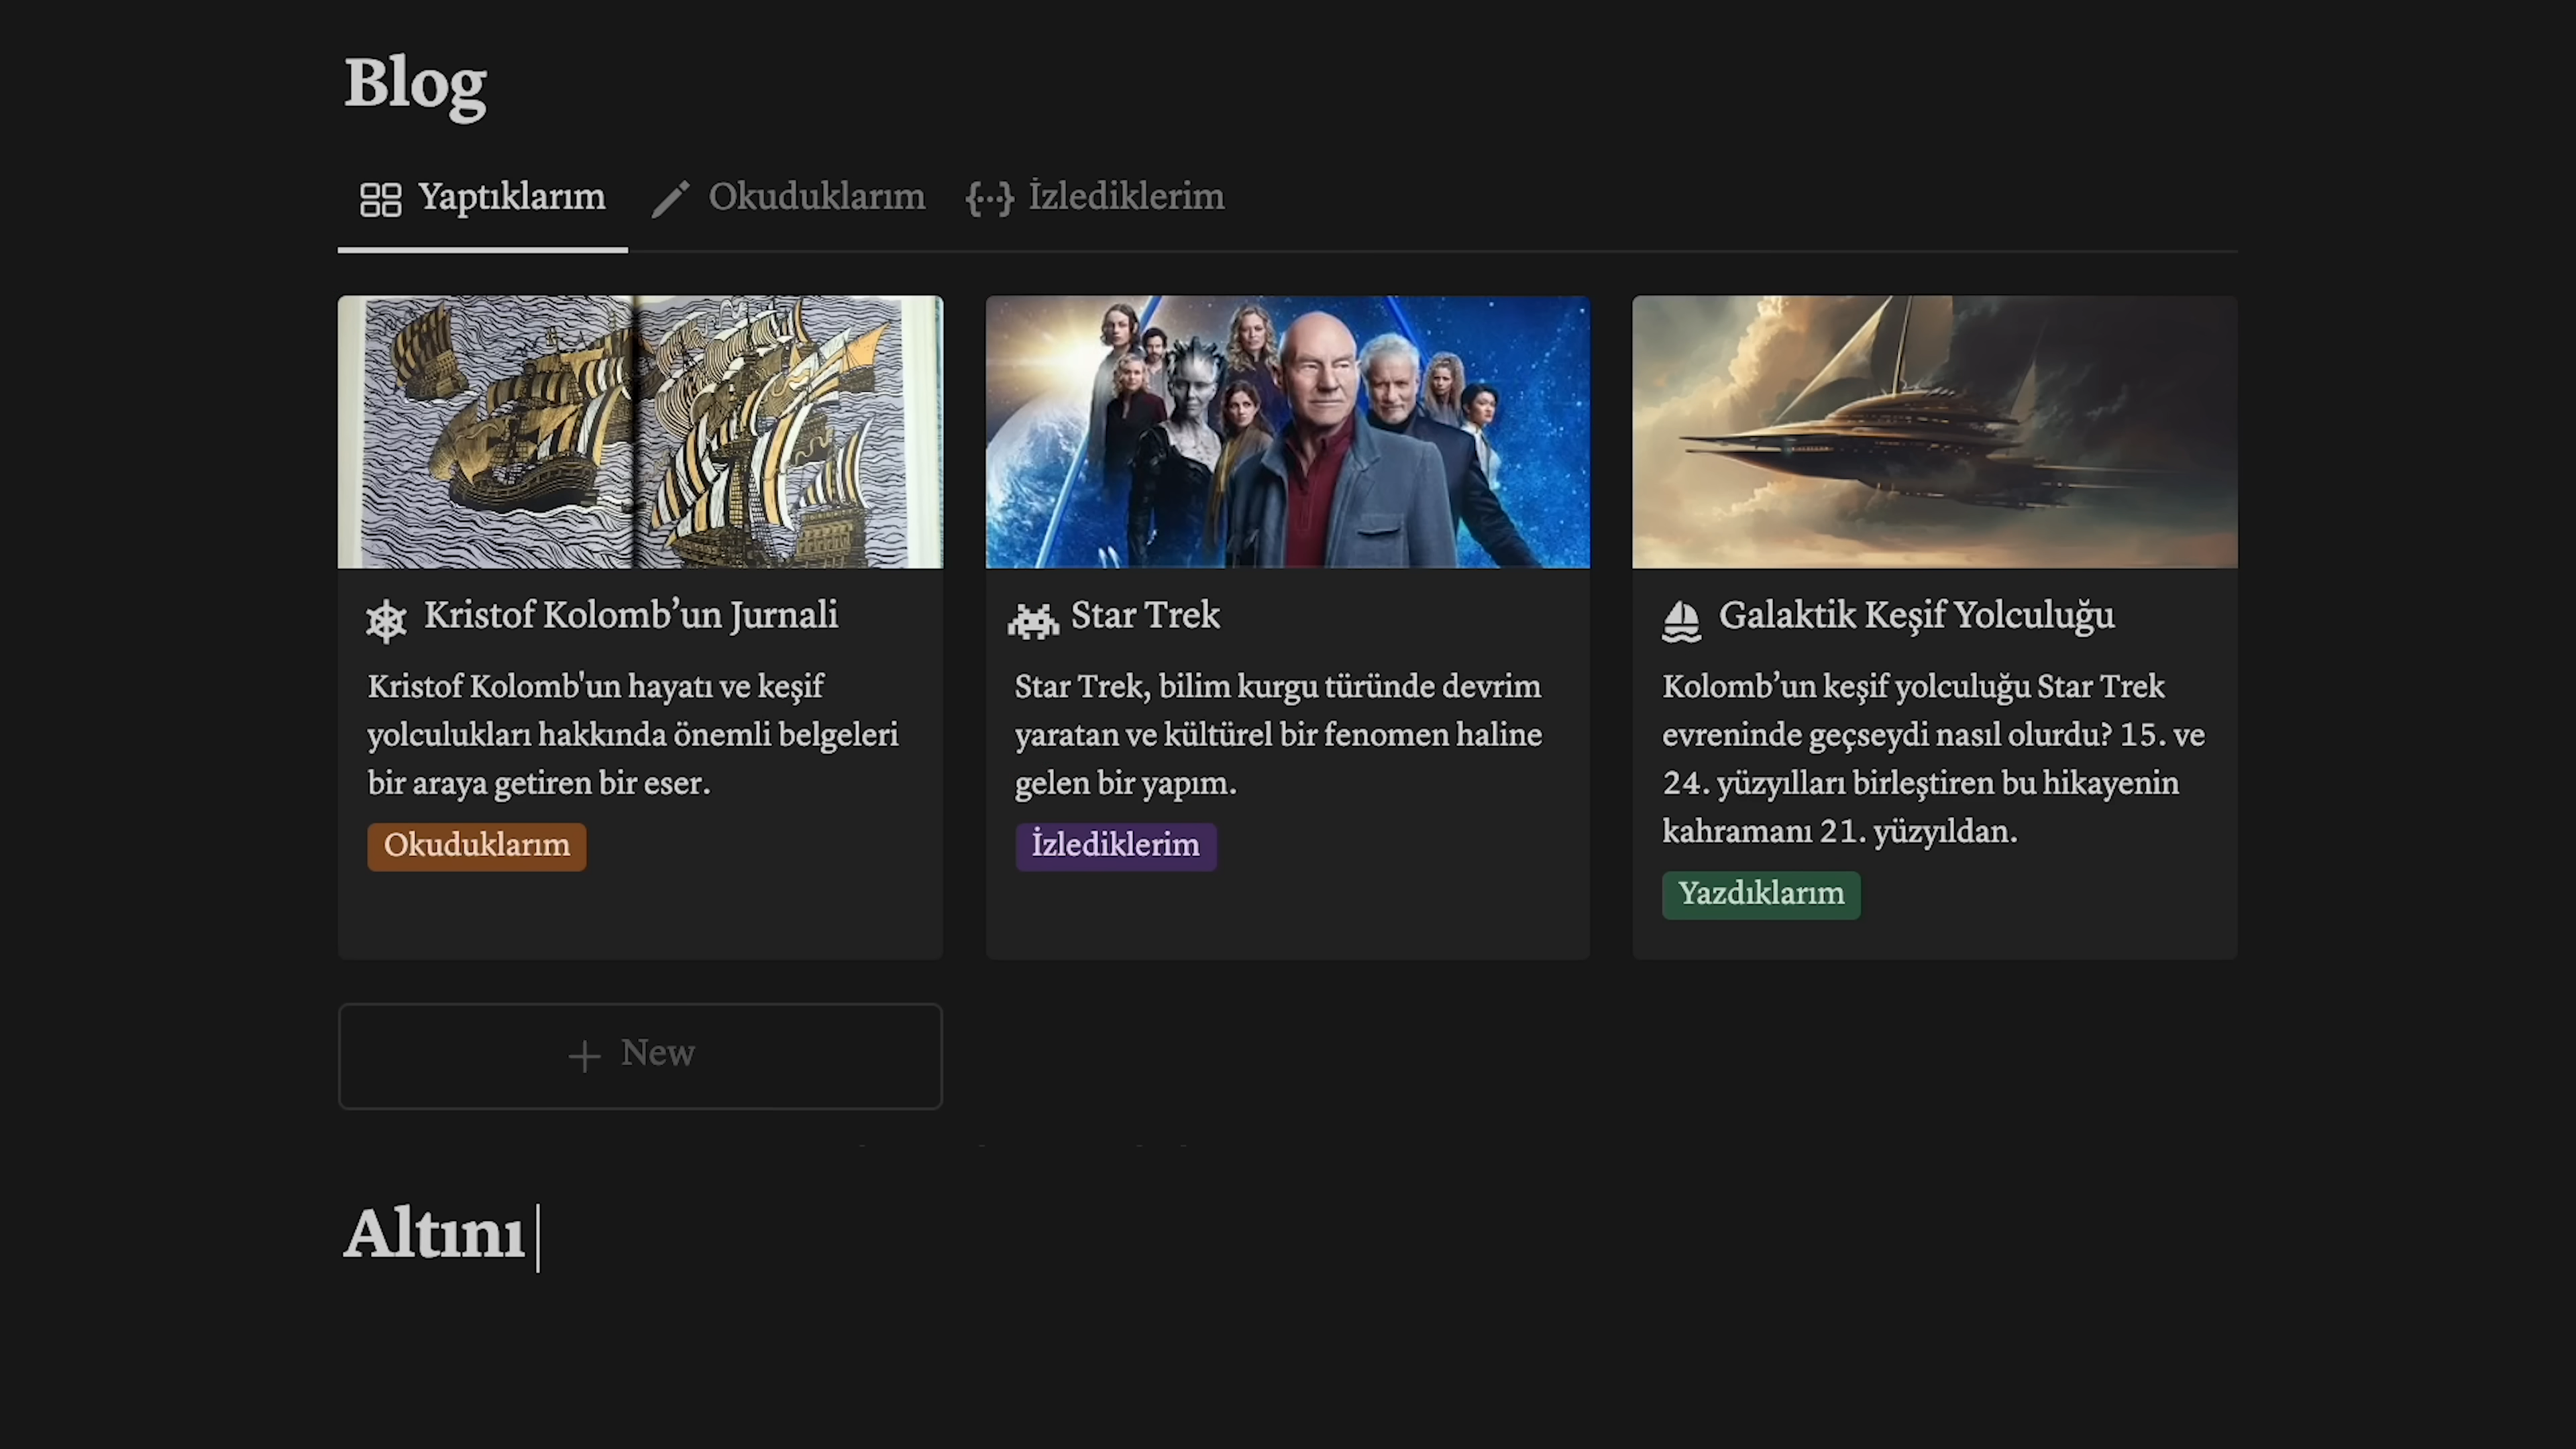 Blog
Yaptıklarım Okuduklarım İzlediklerim
Kristof Kolomb’un Jurnali
Kristof Kolomb'un hayatı ve keşif
yolculukları hakkında önemli belgeleri
bir araya getiren bir eser.
Okuduklarım
Star Trek
Star Trek, bilim kurgu türünde devrim
yaratan ve kültürel bir fenomen haline
gelen bir yapım.
İzlediklerim
Galaktik Keşif Yolculuğu
Kolomb’un keşif yolculuğu Star Trek
evreninde geçseydi nasıl olurdu? 15. ve
24. yüzyılları birleştiren bu hikayenin
kahramanı 21. yüzyıldan.
Yazdıklarım
New
Altını